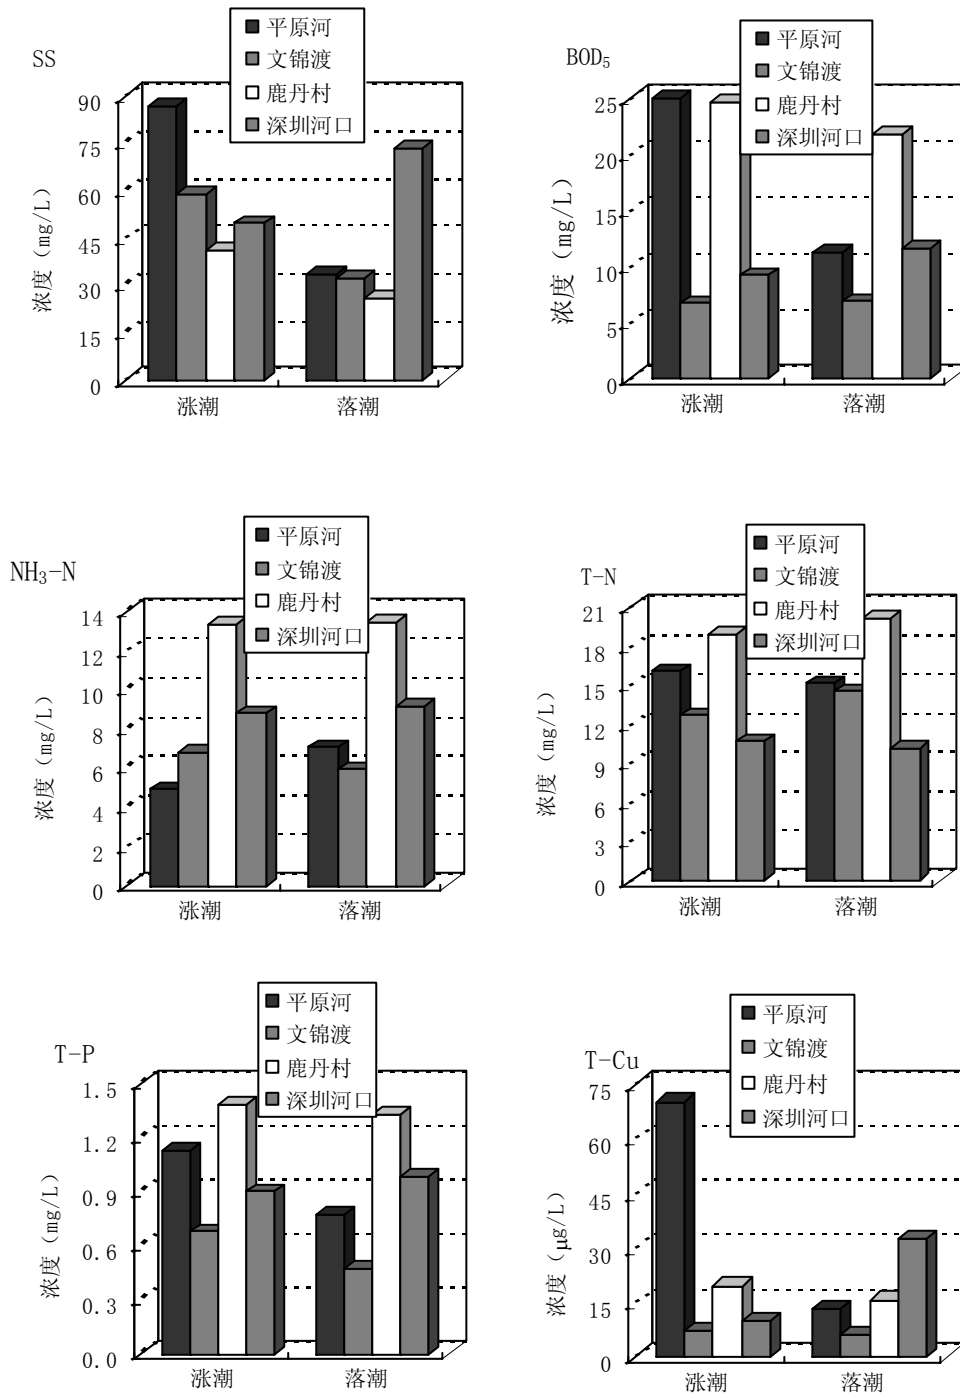 SS
平原河
文锦渡
鹿丹村
深圳河口
浓度（mg/L）
90
75
60
45
30
15
0
涨潮
落潮
BOD₅
平原河
文锦渡
鹿丹村
深圳河口
浓度（mg/L）
25
20
15
10
5
0
涨潮
落潮
NH₃-N
平原河
文锦渡
鹿丹村
深圳河口
浓度（mg/L）
14
12
10
8
6
4
2
0
涨潮
落潮
T-N
平原河
文锦渡
鹿丹村
深圳河口
浓度（mg/L）
21
18
15
12
9
6
3
0
涨潮
落潮
T-P
平原河
文锦渡
鹿丹村
深圳河口
浓度（mg/L）
1.5
1.2
0.9
0.6
0.3
0.0
涨潮
落潮
T-Cu
平原河
文锦渡
鹿丹村
深圳河口
浓度（μg/L）
75
60
45
30
15
0
涨潮
落潮